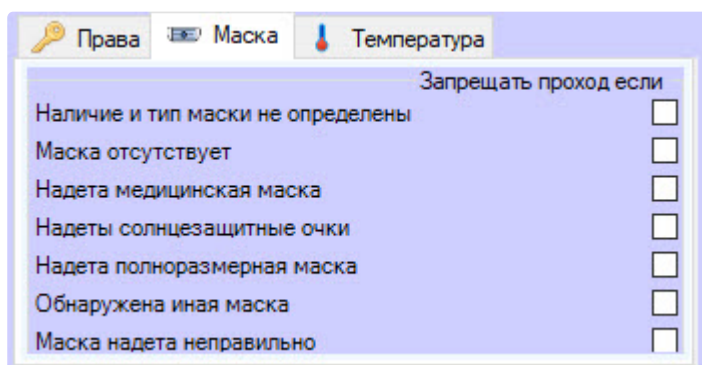 Права Маска Температура
Запрещать проход если
Наличие и тип маски не определены
Маска отсутствует
Надета медицинская маска
Надеты солнцезащитные очки
Надета полноразмерная маска
Обнаружена иная маска
Маска надета неправильно